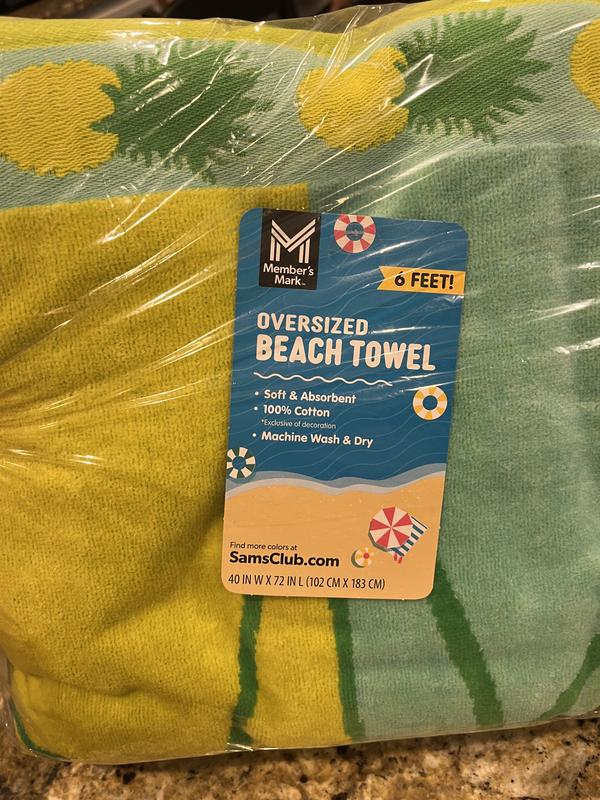 Member's
Mark™
6 FEET!
OVERSIZED
BEACH TOWEL
• Soft & Absorbent
• 100% Cotton
*Exclusive of decoration
• Machine Wash & Dry
Find more colors at
SamsClub.com
40 IN W X 72 IN L (102 CM X 183 CM)